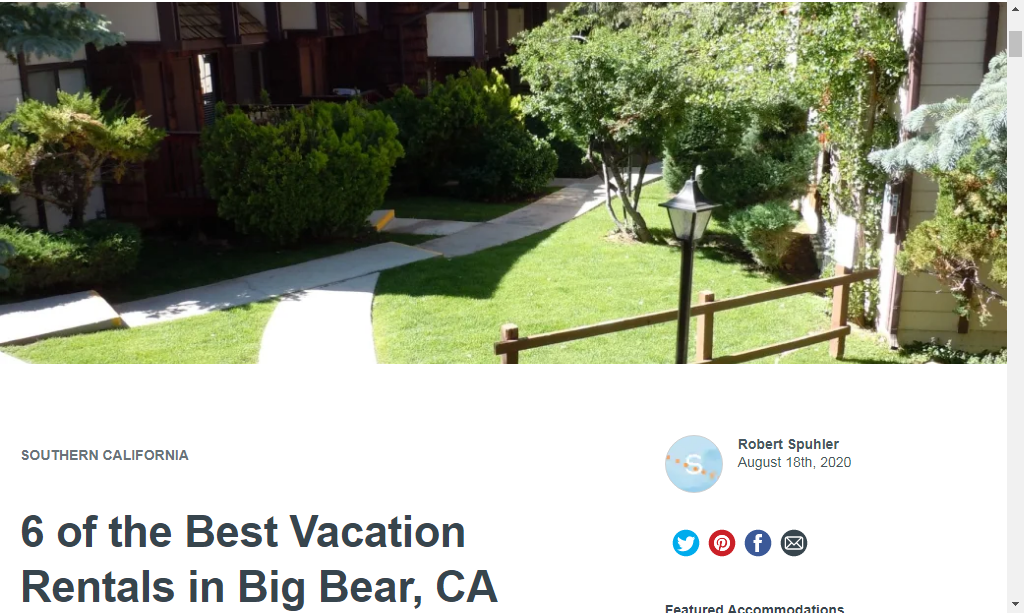 SOUTHERN CALIFORNIA
6 of the Best Vacation
Rentals in Big Bear, CA
S
Robert Spuhler
August 18th, 2020
Featured Accommodations